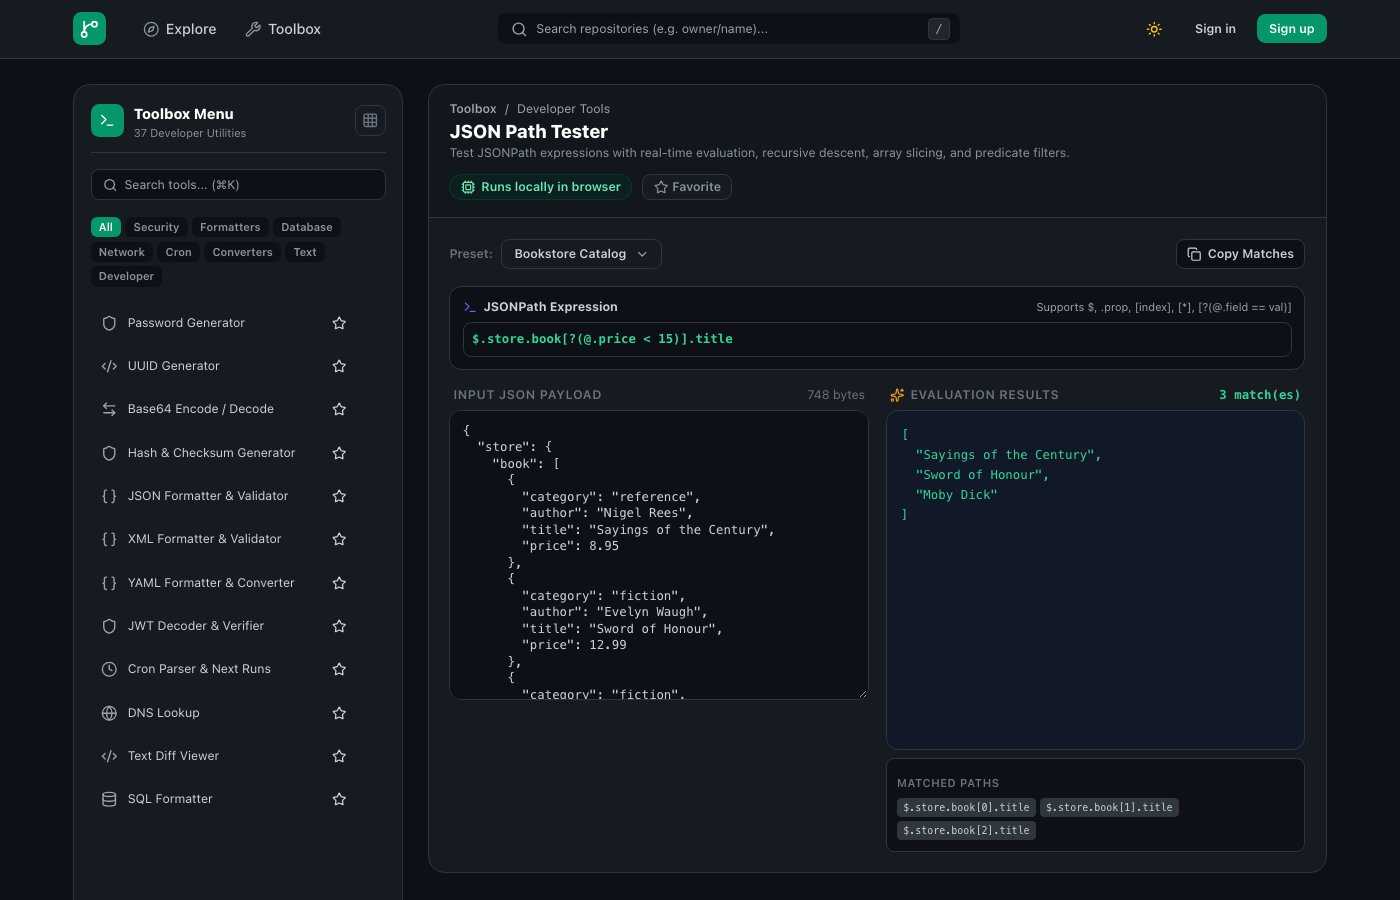 Explore
Toolbox
Search repositories (e.g. owner/name)...
/
Sign in
Sign up
Toolbox Menu
37 Developer Utilities
Search tools... (⌘K)
All
Security
Formatters
Database
Network
Cron
Converters
Text
Developer
Password Generator
UUID Generator
Base64 Encode / Decode
Hash & Checksum Generator
JSON Formatter & Validator
XML Formatter & Validator
YAML Formatter & Converter
JWT Decoder & Verifier
Cron Parser & Next Runs
DNS Lookup
Text Diff Viewer
SQL Formatter
Toolbox / Developer Tools
JSON Path Tester
Test JSONPath expressions with real-time evaluation, recursive descent, array slicing, and predicate filters.
Runs locally in browser
Favorite
Preset:
Bookstore Catalog
Copy Matches
JSONPath Expression
Supports $, .prop, [index], [*], [?(@.field == val)]
$.store.book[?(@.price < 15)].title
INPUT JSON PAYLOAD
748 bytes
{
  "store": {
    "book": [
      {
        "category": "reference",
        "author": "Nigel Rees",
        "title": "Sayings of the Century",
        "price": 8.95
      },
      {
        "category": "fiction",
        "author": "Evelyn Waugh",
        "title": "Sword of Honour",
        "price": 12.99
      },
      {
        "category": "fiction",
EVALUATION RESULTS
3 match(es)
[
  "Sayings of the Century",
  "Sword of Honour",
  "Moby Dick"
]
MATCHED PATHS
$.store.book[0].title
$.store.book[1].title
$.store.book[2].title